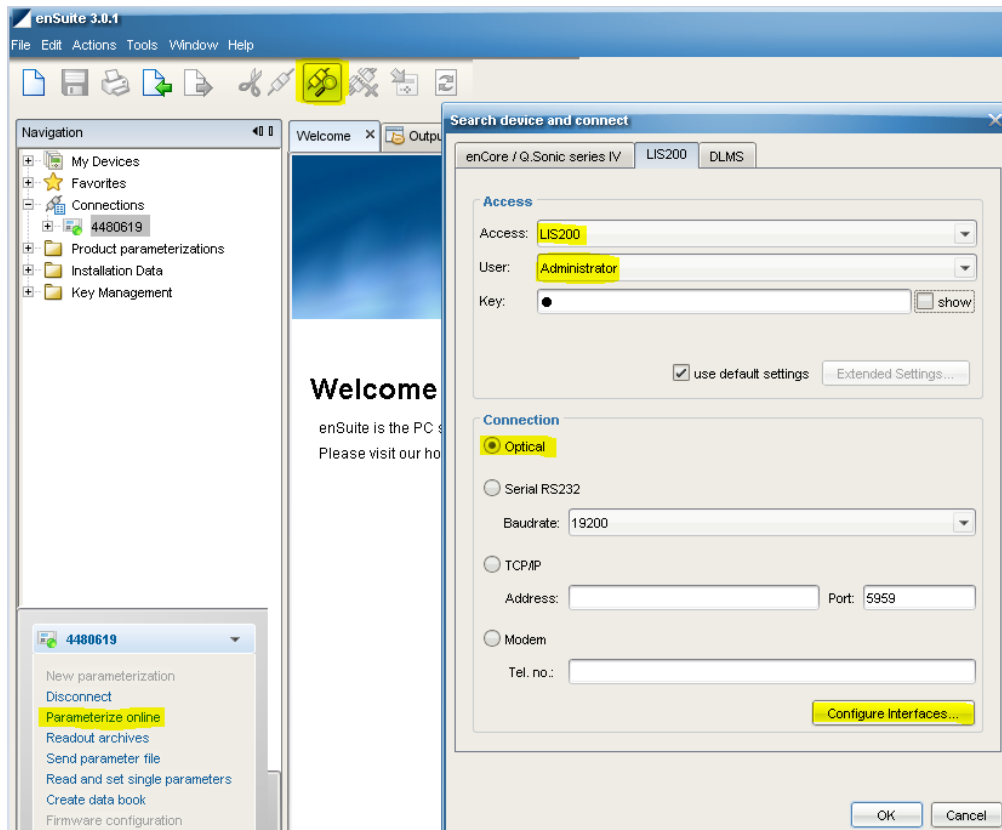 enSuite 3.0.1
File Edit Actions Tools Window Help
Navigation
My Devices
Favorites
Connections
4480619
Product parameterizations
Installation Data
Key Management
Welcome
Outpu
Welcome
enSuite is the PC s
Please visit our ho
Search device and connect
enCore / Q.Sonic series IV LIS200 DLMS
Access
Access: LIS200
User: Administrator
Key: ● show
use default settings Extended Settings...
Connection
Optical
Serial RS232
Baudrate: 19200
TCP/IP
Address: Port: 5959
Modem
Tel. no.:
Configure Interfaces...
OK Cancel
4480619
New parameterization
Disconnect
Parameterize online
Readout archives
Send parameter file
Read and set single parameters
Create data book
Firmware configuration